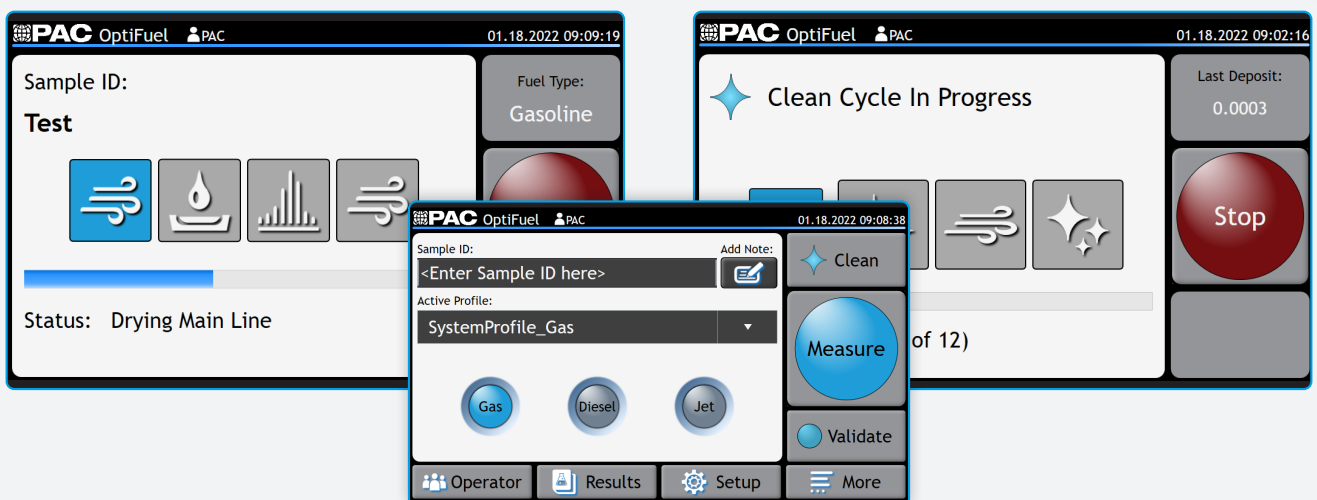 PAC OptiFuel PAC 01.18.2022 09:09:19
Sample ID:
Test
Fuel Type:
Gasoline
Status: Drying Main Line
PAC OptiFuel PAC 01.18.2022 09:02:16
Clean Cycle In Progress
Last Deposit:
0.0003
Stop
of 12)
PAC OptiFuel PAC 01.18.2022 09:08:38
Sample ID: Add Note:
<Enter Sample ID here>
Active Profile:
SystemProfile_Gas
Gas Diesel Jet
Clean
Measure
Validate
Operator Results Setup More